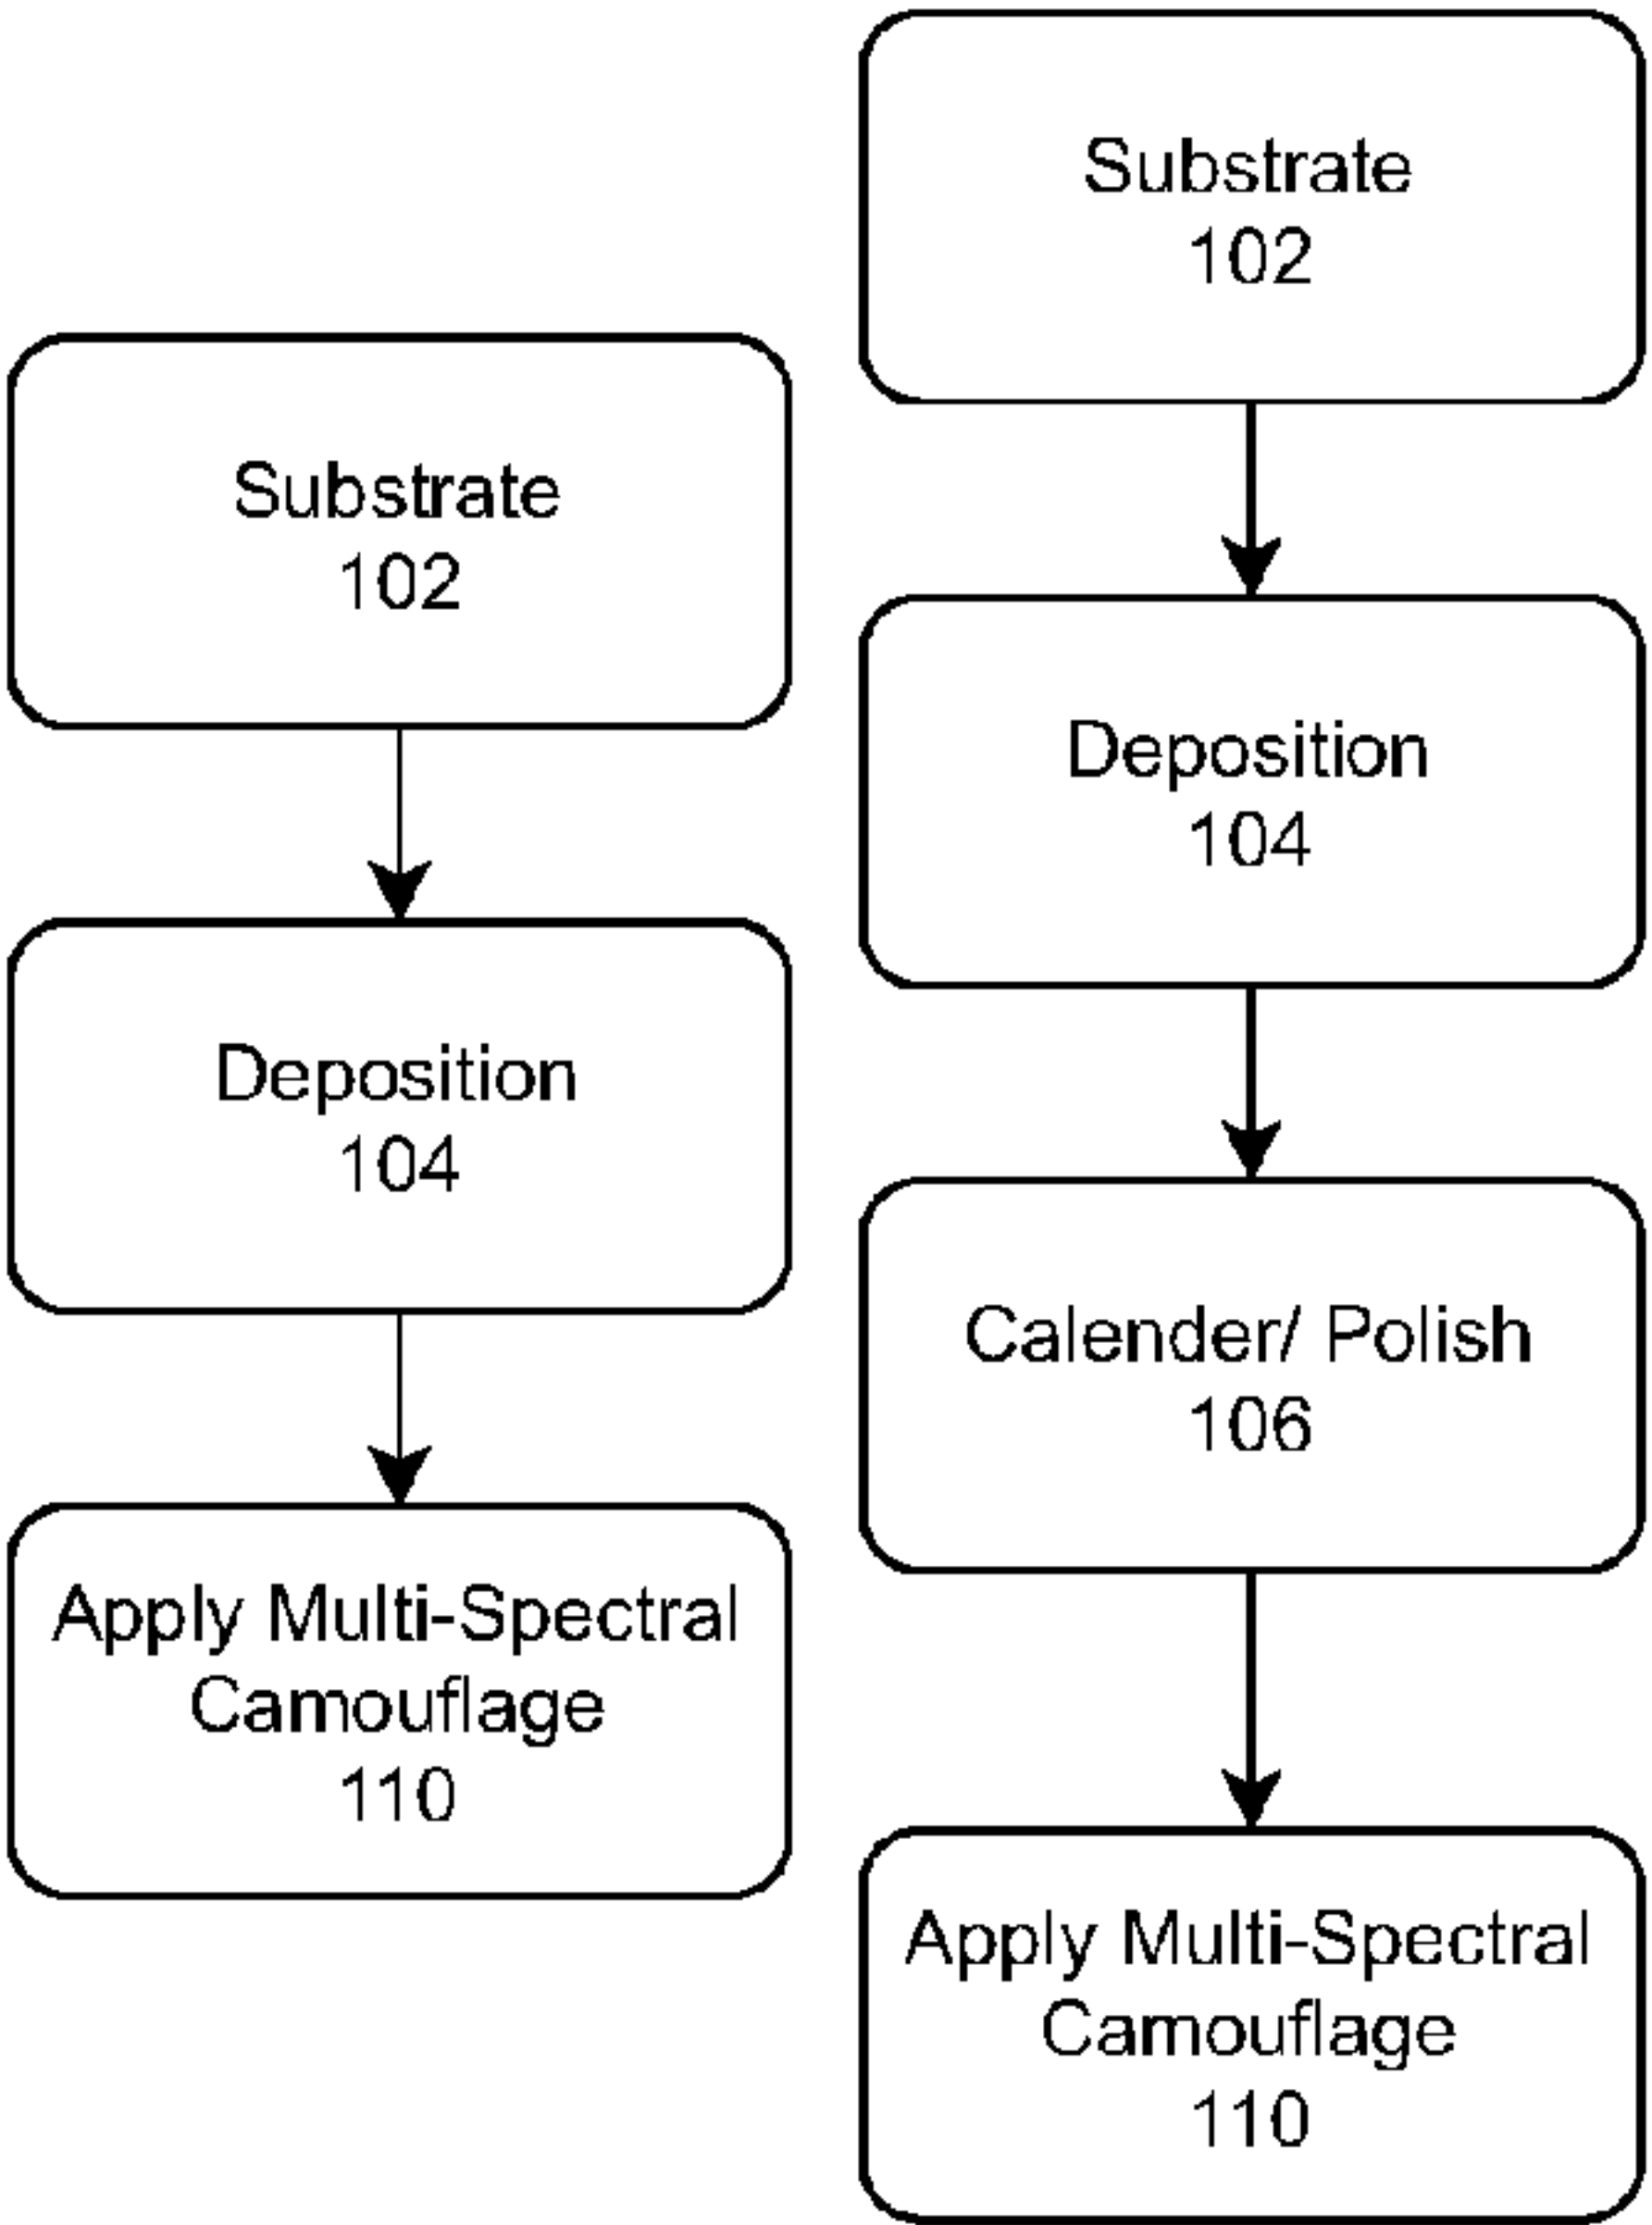 Substrate
102
Deposition
104
Apply Multi-Spectral
Camouflage
110
Substrate
102
Deposition
104
Calender/ Polish
106
Apply Multi-Spectral
Camouflage
110